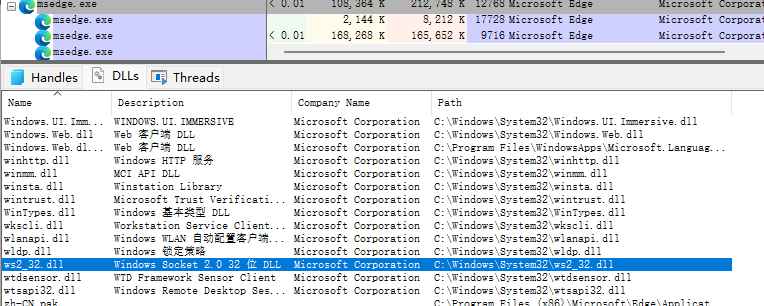 msedge.exe < 0.01 108,364 K 212,748 K 12768 Microsoft Edge Microsoft Corporat
msedge.exe 2,144 K 8,212 K 17728 Microsoft Edge Microsoft Corporat
msedge.exe < 0.01 168,268 K 165,652 K 9716 Microsoft Edge Microsoft Corporat
msedge.exe
Handles DLLs Threads
Name Description Company Name Path
Windows.UI.Imm... WINDOWS.UI.IMMERSIVE Microsoft Corporation C:\Windows\System32\Windows.UI.Immersive.dll
Windows.Web.dll Web 客户端 DLL Microsoft Corporation C:\Windows\System32\Windows.Web.dll
Windows.Web.dl... Web 客户端 DLL Microsoft Corporation C:\Program Files\WindowsApps\Microsoft.Languag...
winhttp.dll Windows HTTP 服务 Microsoft Corporation C:\Windows\System32\winhttp.dll
winmm.dll MCI API DLL Microsoft Corporation C:\Windows\System32\winmm.dll
winsta.dll Winstation Library Microsoft Corporation C:\Windows\System32\winsta.dll
wintrust.dll Microsoft Trust Verificati... Microsoft Corporation C:\Windows\System32\wintrust.dll
WinTypes.dll Windows 基本类型 DLL Microsoft Corporation C:\Windows\System32\WinTypes.dll
wkscli.dll Workstation Service Client... Microsoft Corporation C:\Windows\System32\wkscli.dll
wlanapi.dll Windows WLAN 自动配置客户端... Microsoft Corporation C:\Windows\System32\wlanapi.dll
wldp.dll Windows 锁定策略 Microsoft Corporation C:\Windows\System32\wldp.dll
ws2_32.dll Windows Socket 2.0 32 位 DLL Microsoft Corporation C:\Windows\System32\ws2_32.dll
wtdsensor.dll WTD Framework Sensor Client Microsoft Corporation C:\Windows\System32\wtdsensor.dll
wtsapi32.dll Windows Remote Desktop Ses... Microsoft Corporation C:\Windows\System32\wtsapi32.dll
zh-CN.pak C:\Program Files (x86)\Microsoft\Edge\Applicat...